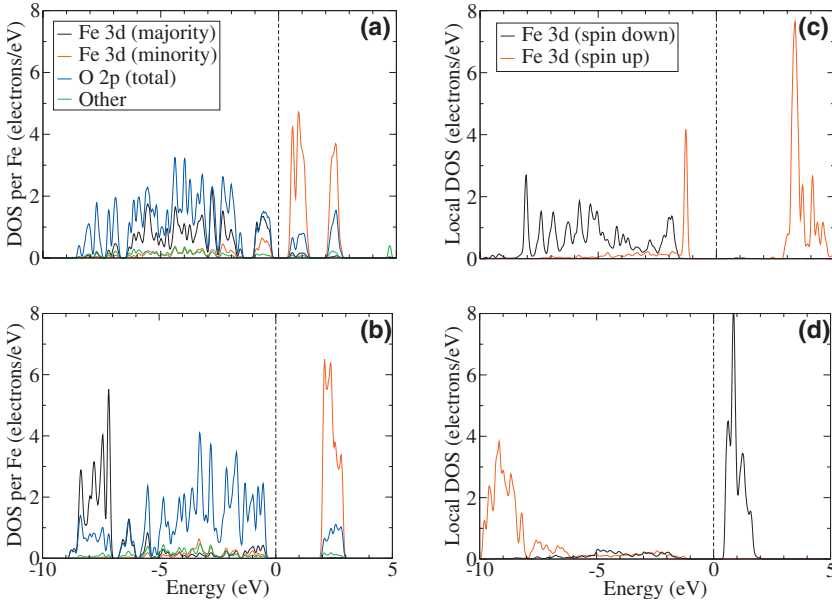 8
6
4
2
0
DOS per Fe (electrons/eV)
Fe 3d (majority)
Fe 3d (minority)
O 2p (total)
Other
(a)
8
6
4
2
0
Local DOS (electrons/eV)
Fe 3d (spin down)
Fe 3d (spin up)
(c)
8
6
4
2
0
DOS per Fe (electrons/eV)
(b)
-10
-5
0
5
Energy (eV)
8
6
4
2
0
Local DOS (electrons/eV)
(d)
-10
-5
0
5
Energy (eV)